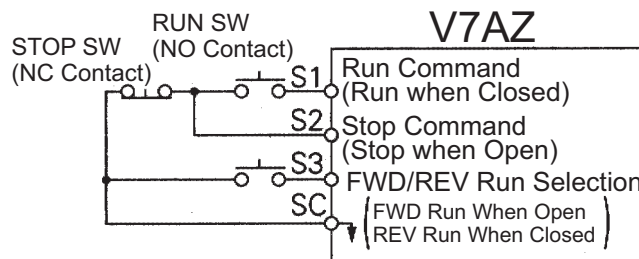 V7AZ
RUN SW
(NO Contact)
STOP SW
(NC Contact)
S1
Run Command
(Run when Closed)
S2
Stop Command
(Stop when Open)
S3
FWD/REV Run Selection
SC
(FWD Run When Open
REV Run When Closed)